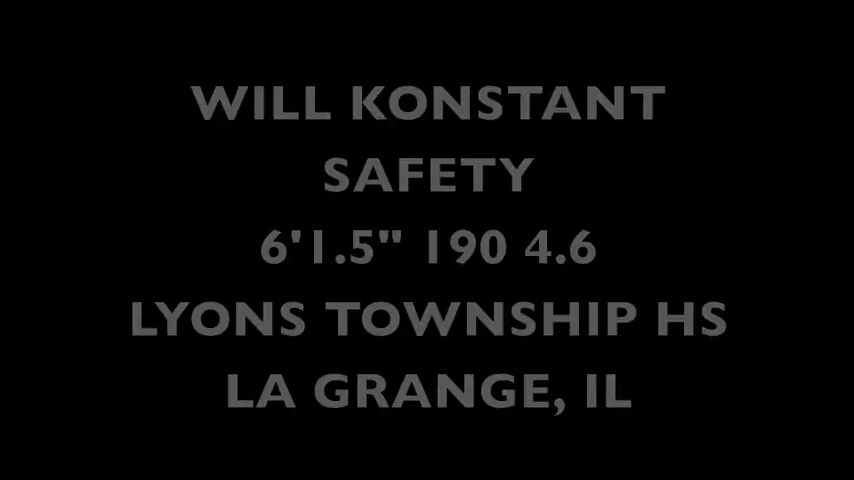 WILL KONSTANT
SAFETY
6'1.5" 190 4.6
LYONS TOWNSHIP HS
LA GRANGE, IL